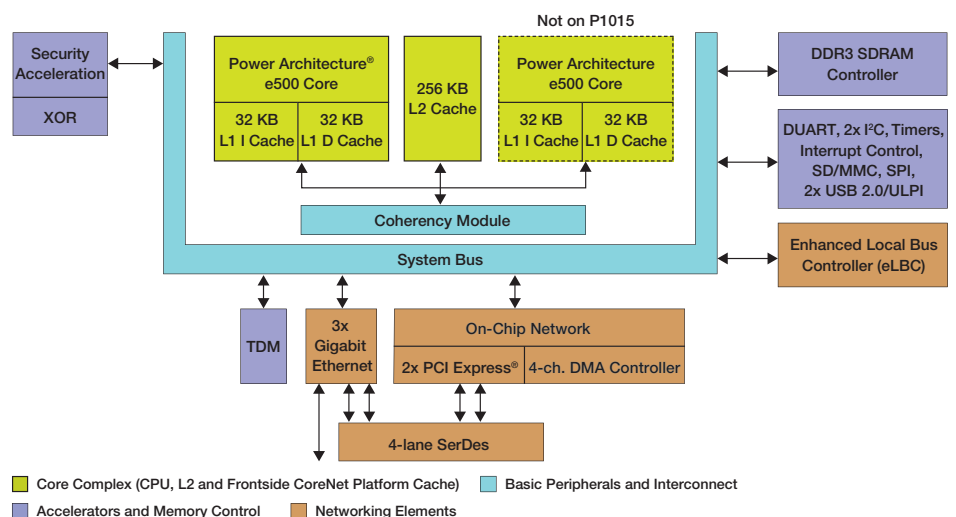 Not on P1015
Security
Acceleration
XOR
Power Architecture®
e500 Core
32 KB
L1 I Cache
32 KB
L1 D Cache
256 KB
L2 Cache
Power Architecture
e500 Core
32 KB
L1 I Cache
32 KB
L1 D Cache
DDR3 SDRAM
Controller
DUART, 2x I²C, Timers,
Interrupt Control,
SD/MMC, SPI,
2x USB 2.0/ULPI
Coherency Module
System Bus
Enhanced Local Bus
Controller (eLBC)
TDM
3x
Gigabit
Ethernet
On-Chip Network
2x PCI Express®
4-ch. DMA Controller
4-lane SerDes
Core Complex (CPU, L2 and Frontside CoreNet Platform Cache)
Basic Peripherals and Interconnect
Accelerators and Memory Control
Networking Elements